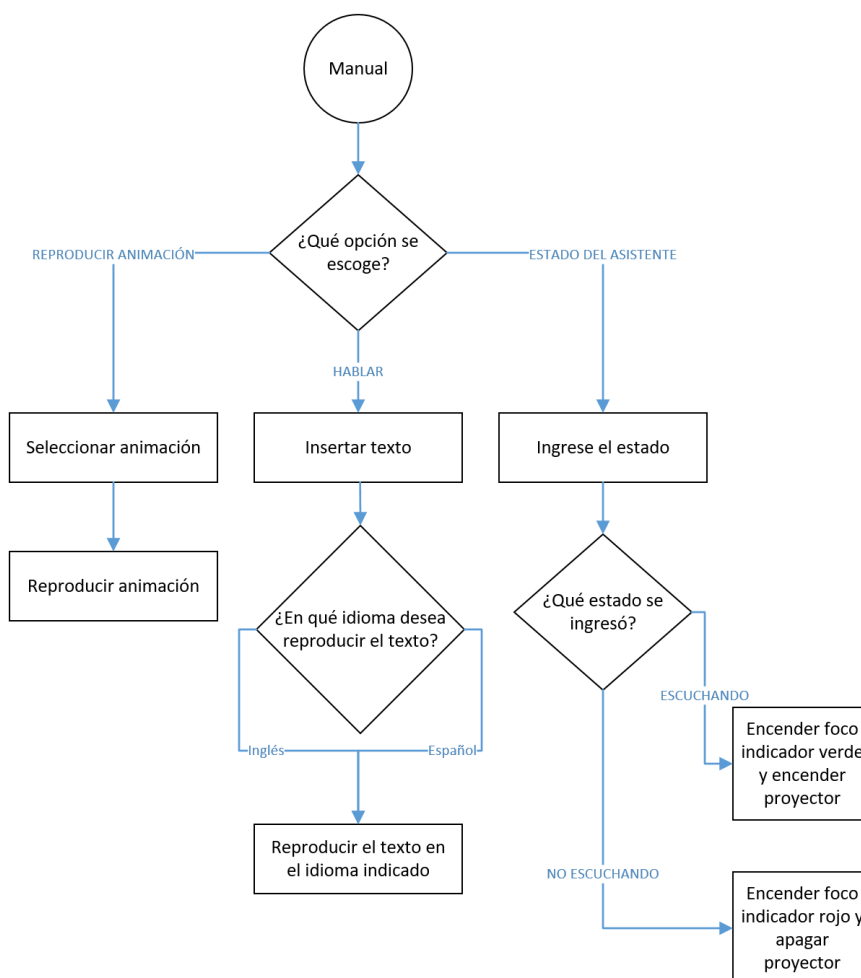 Manual
¿Qué opción se
escoge?
REPRODUCIR ANIMACIÓN
ESTADO DEL ASISTENTE
HABLAR
Seleccionar animación
Insertar texto
Ingrese el estado
Reproducir animación
¿En qué idioma desea
reproducir el texto?
¿Qué estado se
ingresó?
Inglés
Español
ESCUCHANDO
Encender foco
indicador verde
y encender
proyector
Reproducir el texto en
el idioma indicado
NO ESCUCHANDO
Encender foco
indicador rojo y
apagar
proyector